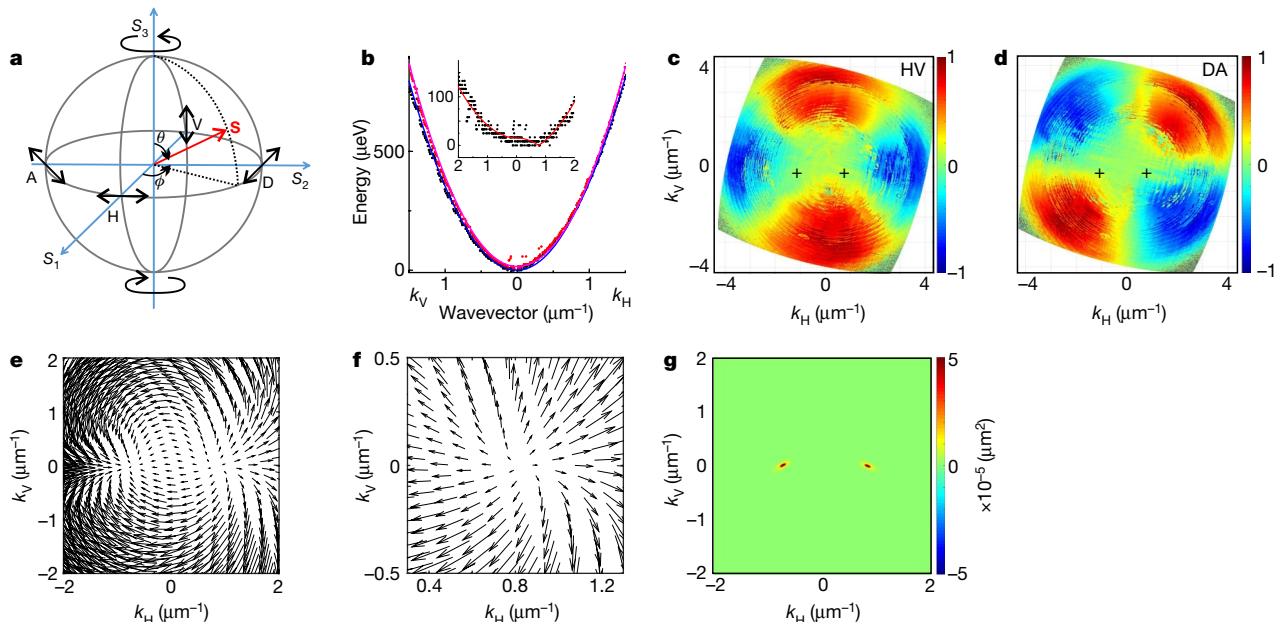 a
S3
V
S
θ
A
ϕ
D
S2
H
S1
b
Energy (μeV)
500
0
100
0
2 1 0 1 2
1 0 1
kV kH
Wavevector (μm−1)
c
HV
kV (μm−1)
4
0
−4
−4 0 4
kH (μm−1)
1
0
−1
d
DA
−4 0 4
kH (μm−1)
1
0
−1
e
kV (μm−1)
2
1
0
−1
−2
−2 0 2
kH (μm−1)
f
kV (μm−1)
0.5
0
−0.5
0.4 0.8 1.2
kH (μm−1)
g
kV (μm−1)
2
1
0
−1
−2
−2 0 2
kH (μm−1)
5
0
−5
×10−5 (μm2)